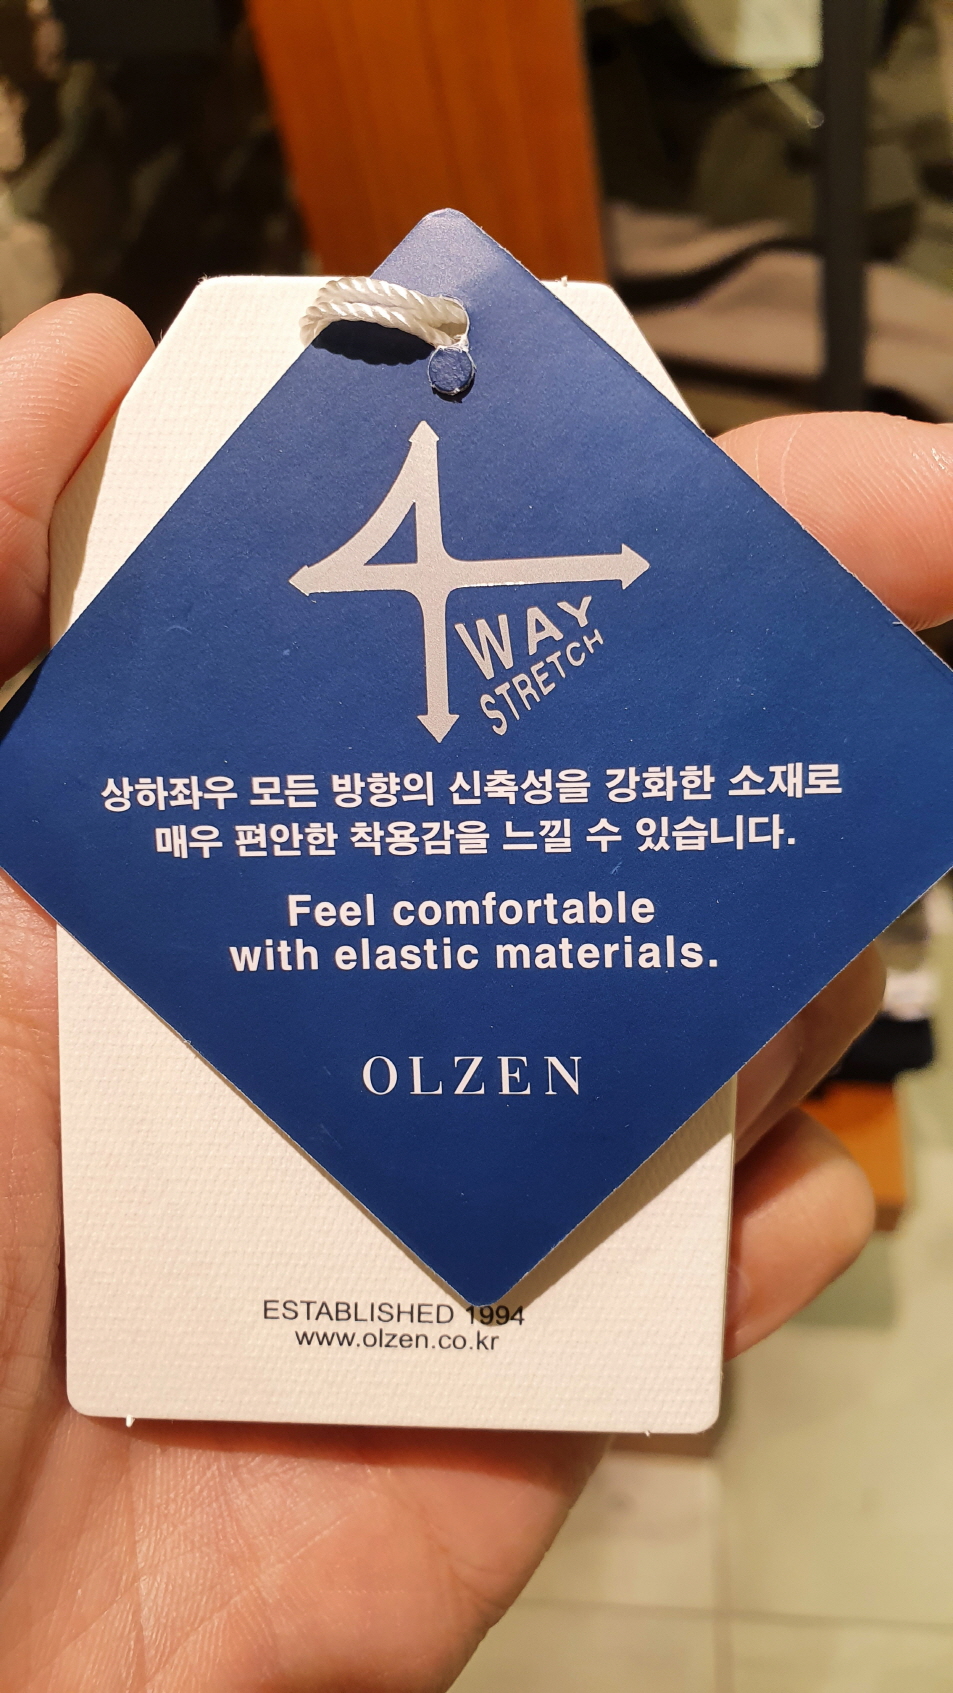 4
WAY
STRETCH
상하좌우 모든 방향의 신축성을 강화한 소재로
매우 편안한 착용감을 느낄 수 있습니다.
Feel comfortable
with elastic materials.
OLZEN
ESTABLISHED 1994
www.olzen.co.kr